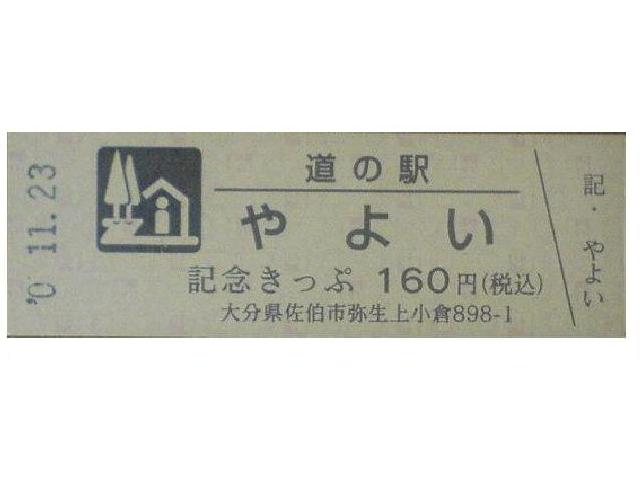 '0 11.23
道の駅
やよい
記念きっぷ 160円(税込)
大分県佐伯市弥生上小倉898-1
記・やよい